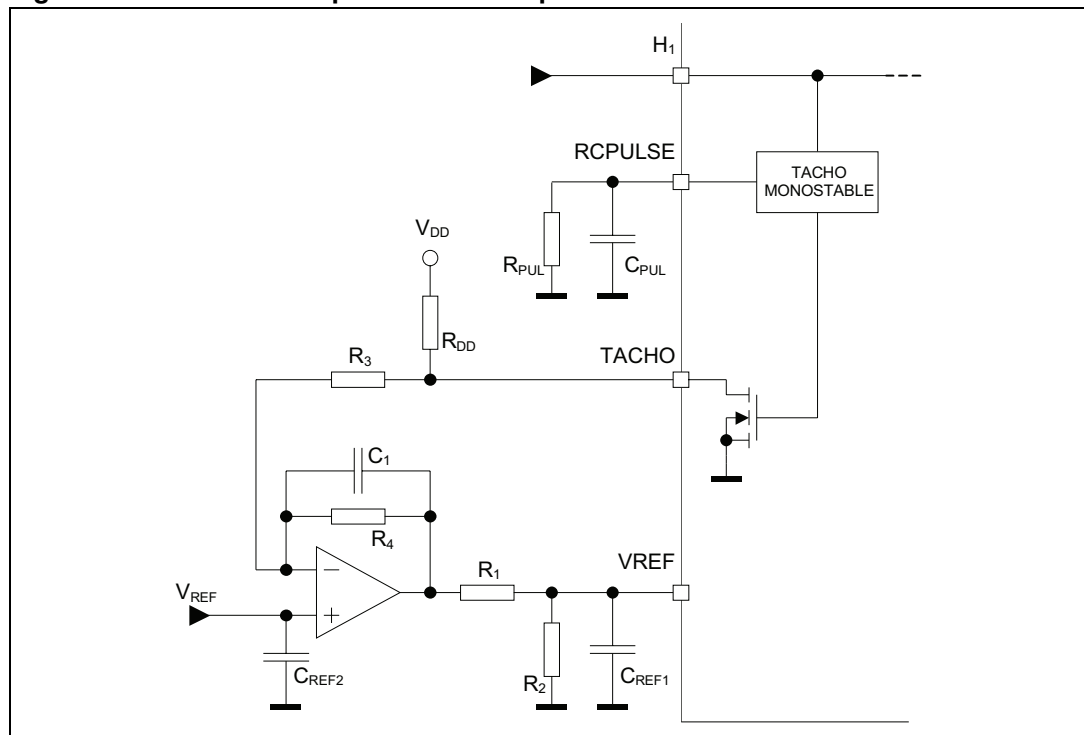 H1
RCPULSE
TACHO
MONOSTABLE
VDD
RPUL
CPUL
RDD
R3
TACHO
C1
R4
VREF
R1
VREF
CREF2
R2
CREF1